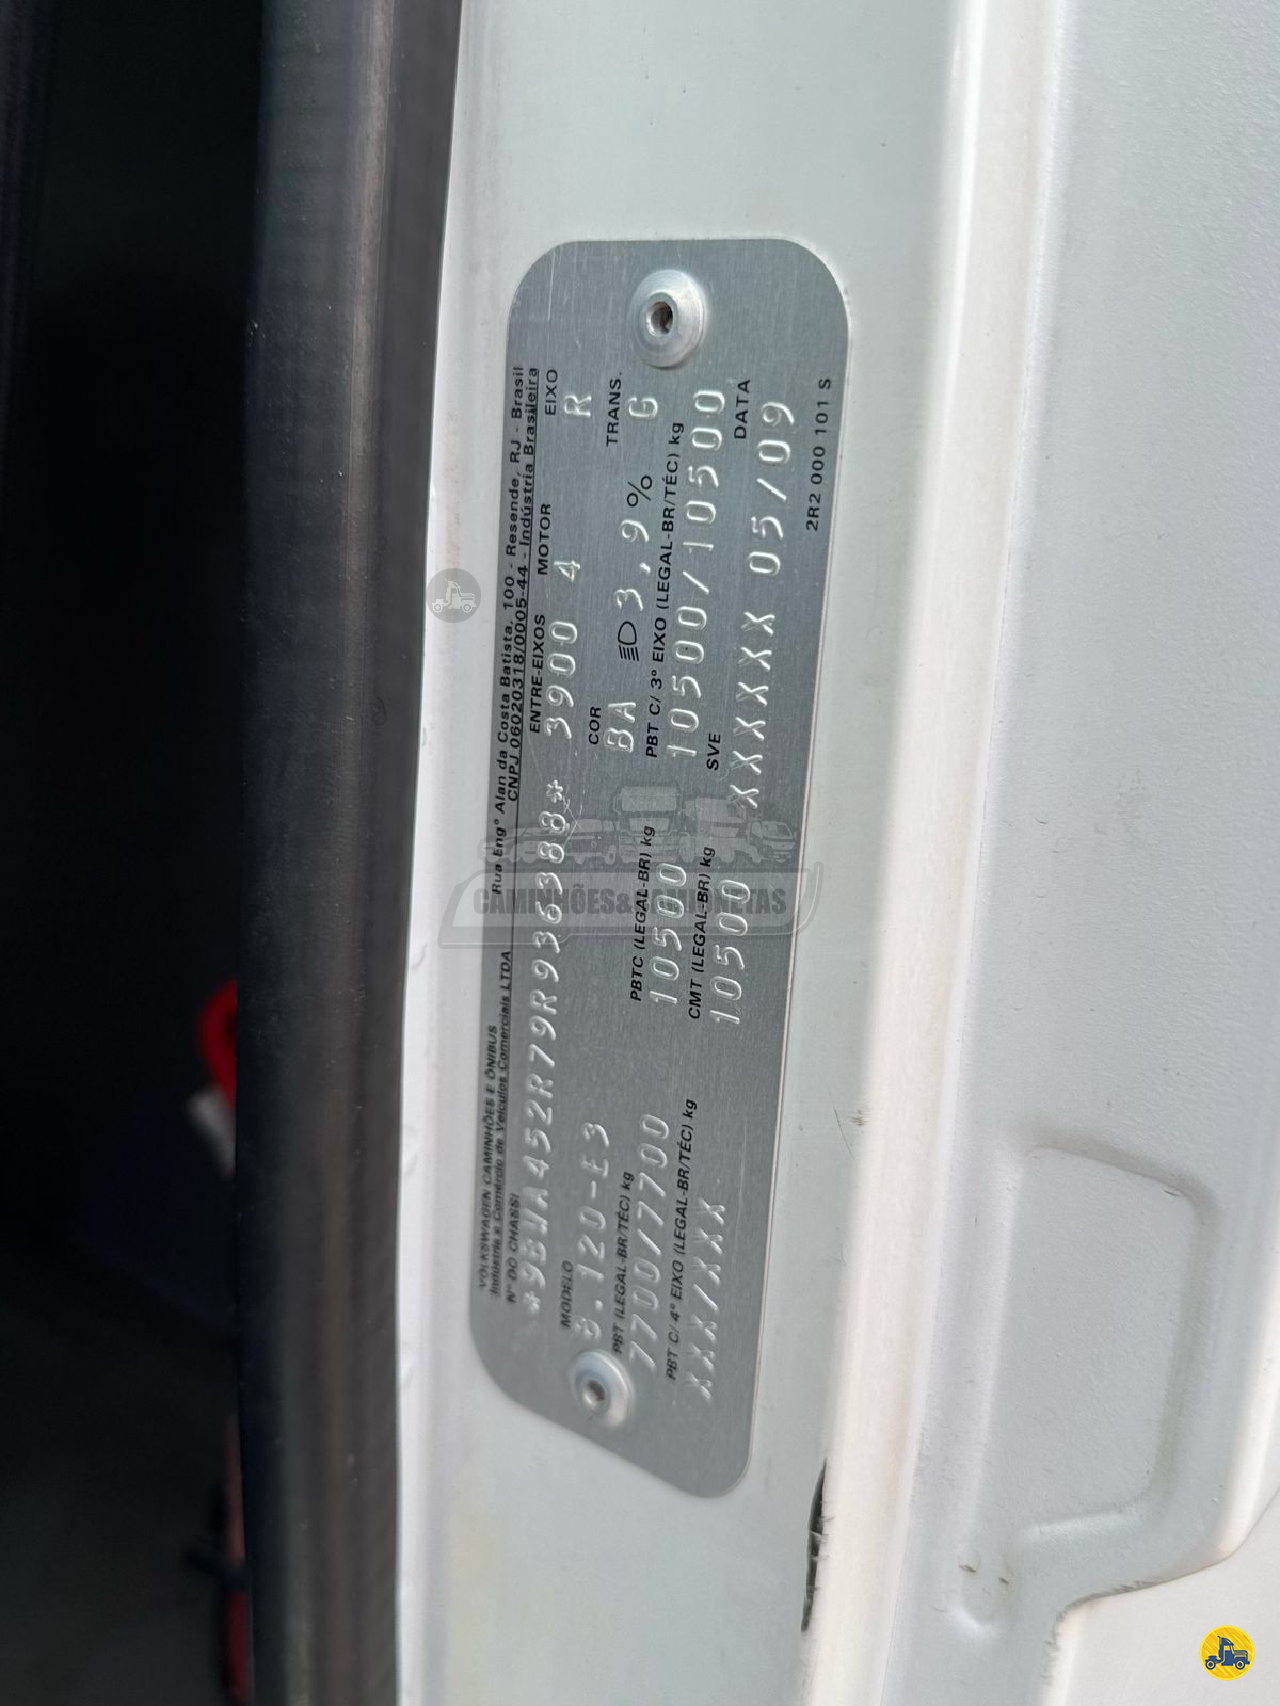 VOLKSWAGEN CAMINHÕES E ÔNIBUS
Indústria e Comércio de Veículos Comerciais LTDA
Rua Engº Alan da Costa Batista, 100 - Resende, RJ - Brasil
CNPJ 06020318/0005-44 - Indústria Brasileira
Nº DO CHASSI ENTRE-EIXOS MOTOR EIXO
*9BWA452R79R936388* 3900 4 R
MODELO COR TRANS.
8.120-E3 BA 3,9% G
PBT (LEGAL-BR/TÉC) kg PBTC (LEGAL-BR) kg PBT C/ 3º EIXO (LEGAL-BR/TÉC) kg
7700/7700 10500 10500/10500
PBT C/ 4º EIXO (LEGAL-BR/TÉC) kg CMT (LEGAL-BR) kg SVE DATA
XXX/XXX 10500 XXXXXX 05/09
2R2 000 101 S
CAMINHÕES&CAMIONETAS